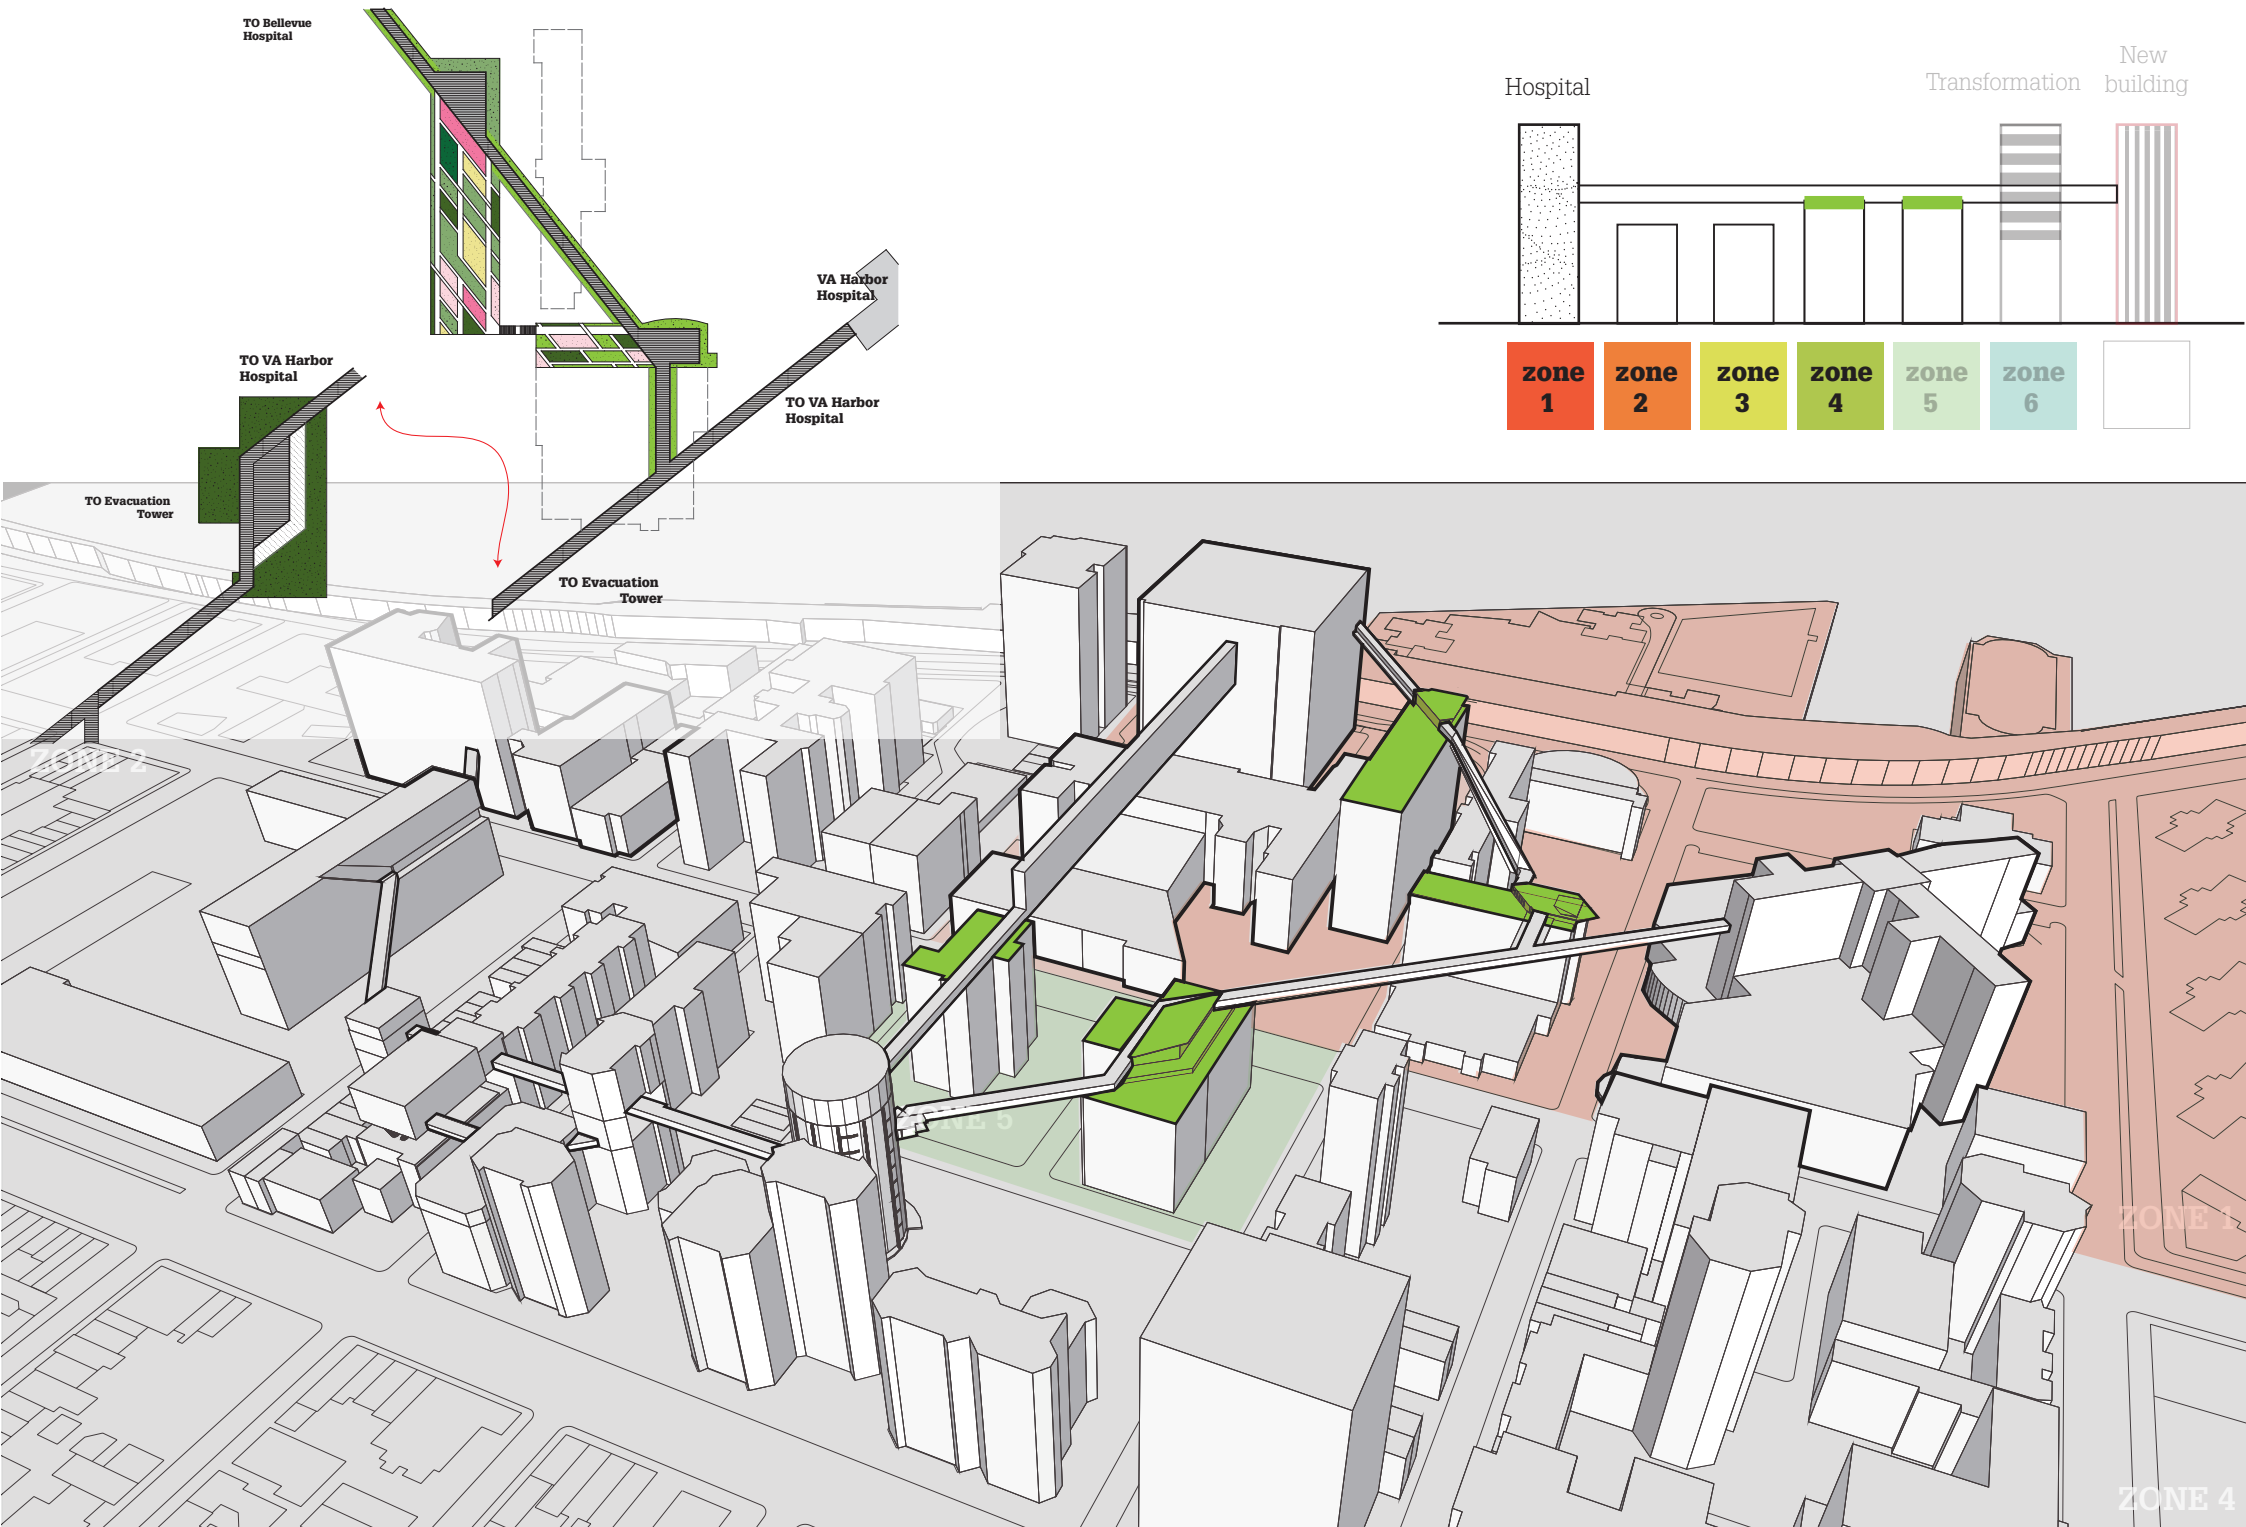 TO Bellevue
Hospital
VA Harbor
Hospital
TO VA Harbor
Hospital
TO VA Harbor
Hospital
TO Evacuation
Tower
TO Evacuation
Tower
Hospital
Transformation
New
building
zone
1
zone
2
zone
3
zone
4
zone
5
zone
6
ZONE 2
ZONE 5
ZONE 1
ZONE 4